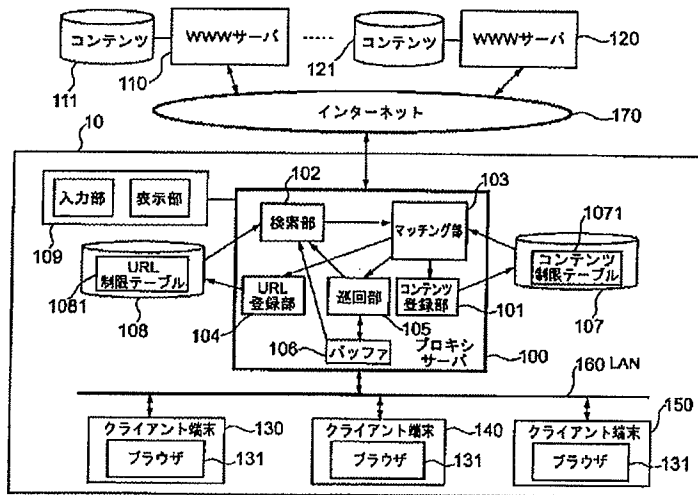 コンテンツ
WWWサーバ
コンテンツ
WWWサーバ
120
111
110
121
インターネット
170
10
102
103
入力部
表示部
109
検索部
マッチング部
1071
コンテンツ
制限テーブル
107
URL
制限テーブル
1081
108
URL
登録部
104
巡回部
105
コンテンツ
登録部
101
106
バッファ
プロキシ
サーバ
100
160 LAN
クライアント端末
130
ブラウザ
131
クライアント端末
140
ブラウザ
131
クライアント端末
150
ブラウザ
131